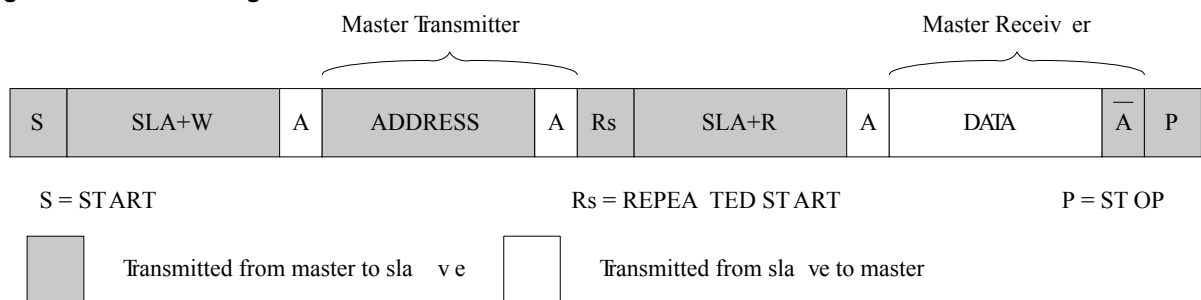 Master Transmitter Master Receiv er
S SLA+W A ADDRESS A Rs SLA+R A DATA A̅ P
S = ST ART Rs = REPEA TED ST ART P = ST OP
Transmitted from master to sla v e Transmitted from sla ve to master